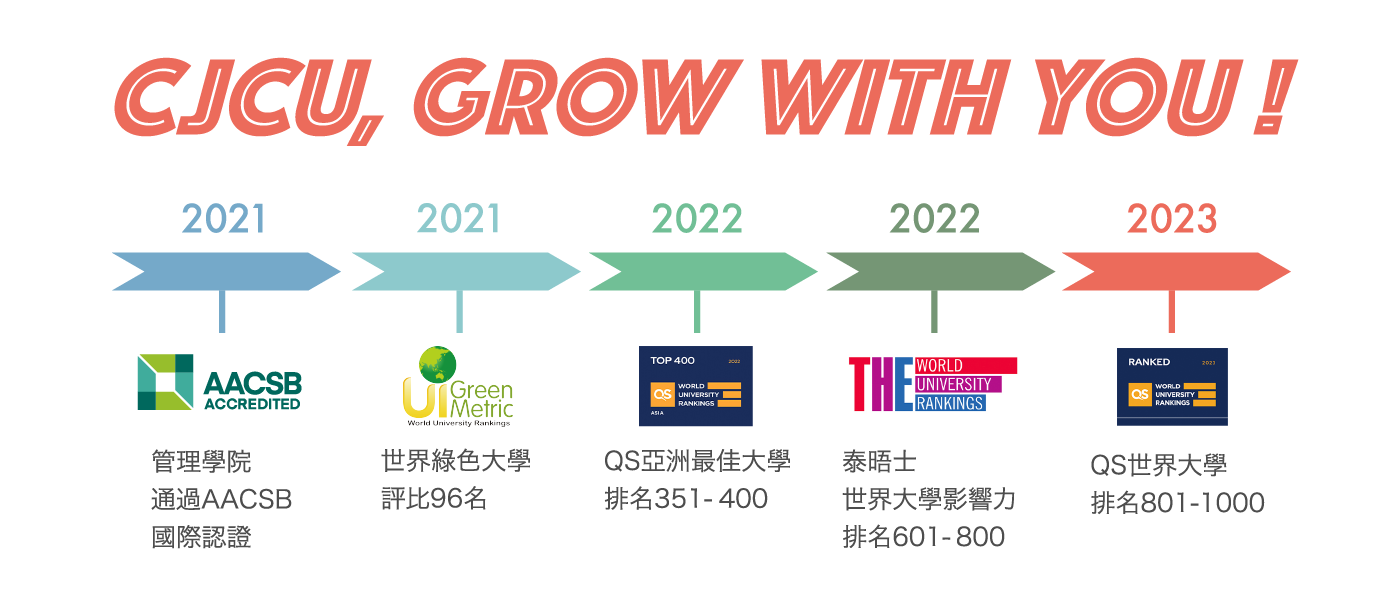 CJCU, GROW WITH YOU !
2021
2021
2022
2022
2023
AACSB
ACCREDITED
管理學院
通過AACSB
國際認證
UI Green
Metric
World University Rankings
世界綠色大學
評比96名
TOP 400 2022
QS WORLD
UNIVERSITY
RANKINGS
ASIA
QS亞洲最佳大學
排名351-400
THE WORLD
UNIVERSITY
RANKINGS
泰晤士
世界大學影響力
排名601-800
RANKED 2023
QS WORLD
UNIVERSITY
RANKINGS
QS世界大學
排名801-1000